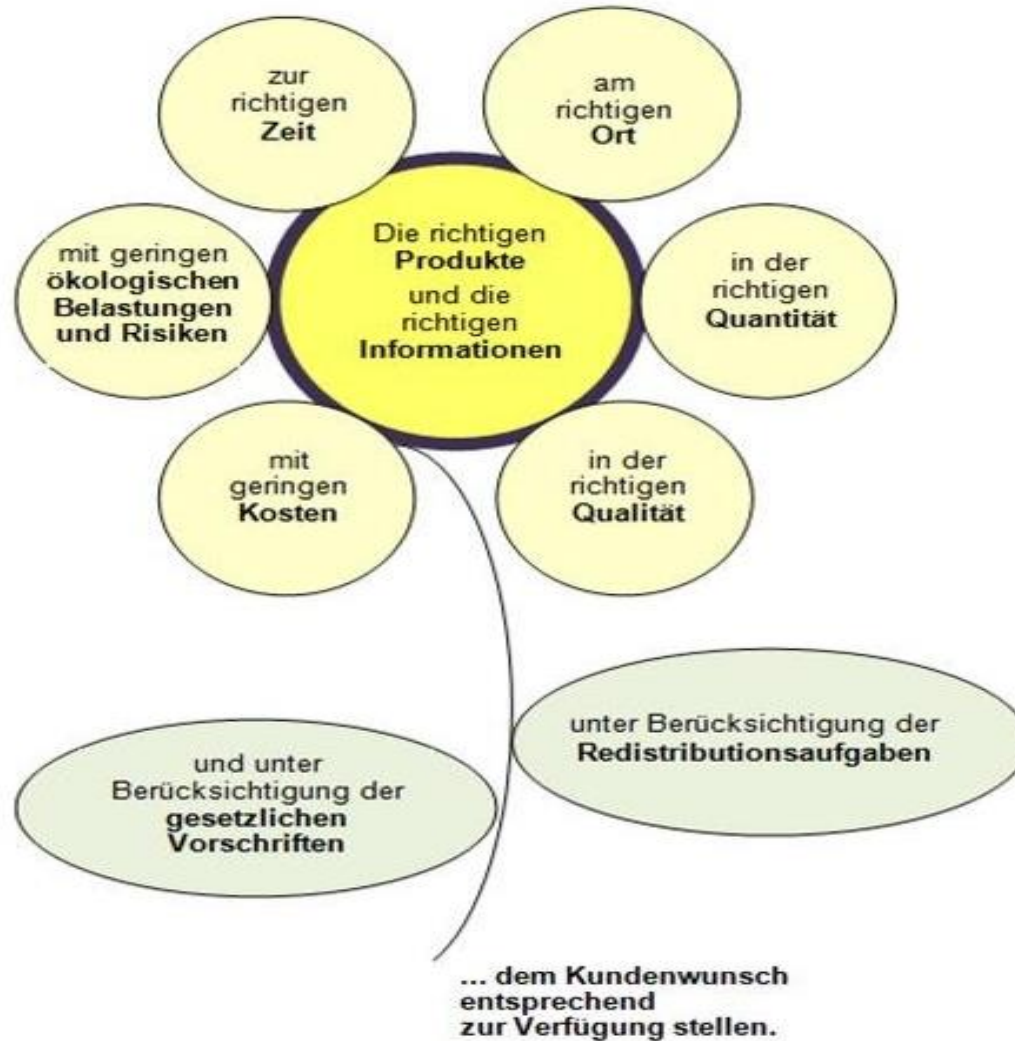 zur
richtigen
Zeit
am
richtigen
Ort
mit geringen
ökologischen
Belastungen
und Risiken
Die richtigen
Produkte
und die
richtigen
Informationen
in der
richtigen
Quantität
mit
geringen
Kosten
in der
richtigen
Qualität
unter Berücksichtigung der
Redistributionsaufgaben
und unter
Berücksichtigung der
gesetzlichen
Vorschriften
... dem Kundenwunsch
entsprechend
zur Verfügung stellen.